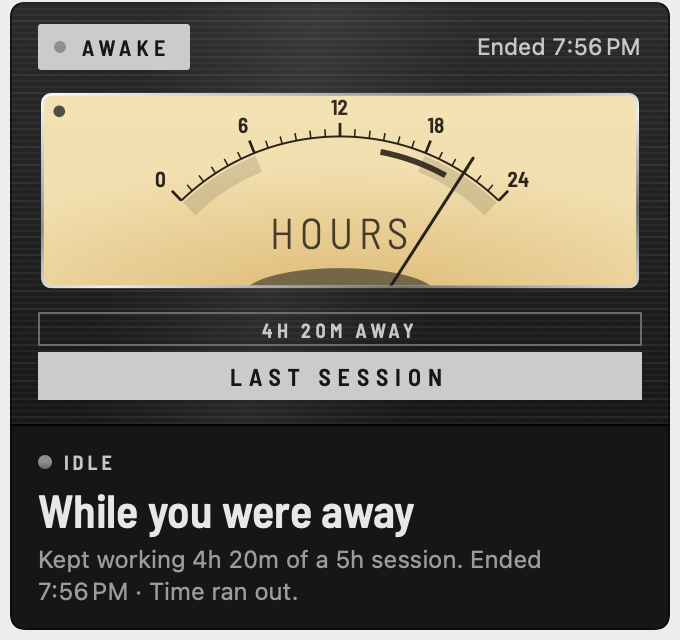 AWAKE
Ended 7:56 PM
0
6
12
18
24
HOURS
4H 20M AWAY
LAST SESSION
IDLE
While you were away
Kept working 4h 20m of a 5h session. Ended
7:56 PM · Time ran out.